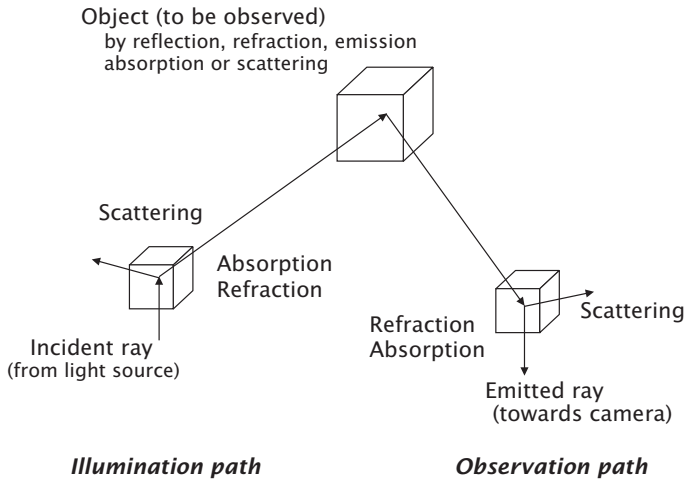 Object (to be observed)
by reflection, refraction, emission
absorption or scattering
Scattering
Absorption
Refraction
Incident ray
(from light source)
Refraction
Absorption
Scattering
Emitted ray
(towards camera)
Illumination path
Observation path